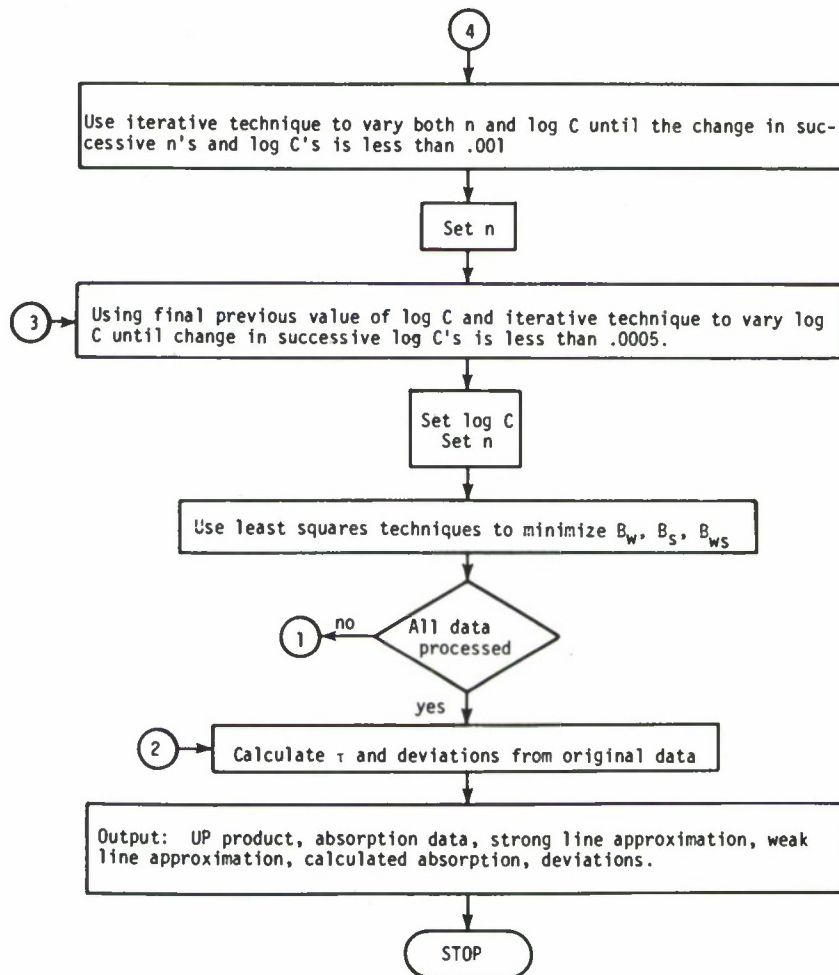 4
Use iterative technique to vary both n and log C until the change in suc-
cessive n's and log C's is less than .001
Set n
3
Using final previous value of log C and iterative technique to vary log
C until change in successive log C's is less than .0005.
Set log C
Set n
Use least squares techniques to minimize B_w, B_s, B_ws
All data
processed
no
1
yes
2
Calculate τ and deviations from original data
Output: UP product, absorption data, strong line approximation, weak
line approximation, calculated absorption, deviations.
STOP